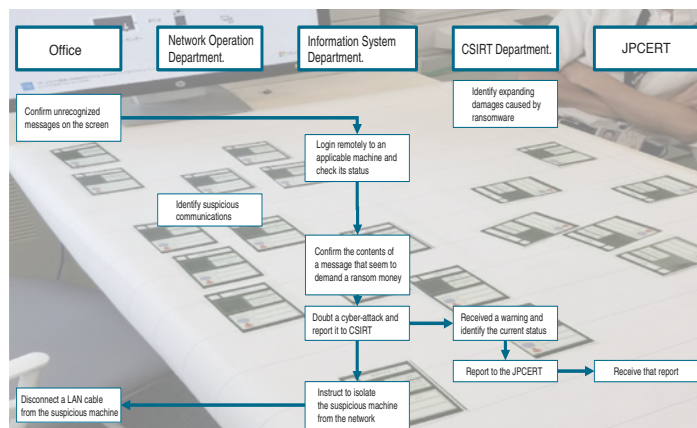 Office
Network Operation
Department.
Information System
Department.
CSIRT Department.
JPCERT
Confirm unrecognized
messages on the screen
Identify expanding
damages caused by
ransomware
Login remotely to an
applicable machine and
check its status
Identify suspicious
communications
Confirm the contents of
a message that seem to
demand a ransom money
Doubt a cyber-attack and
report it to CSIRT
Received a warning and
identify the current status
Report to the JPCERT
Receive that report
Disconnect a LAN cable
from the suspicious machine
Instruct to isolate
the suspicious machine
from the network